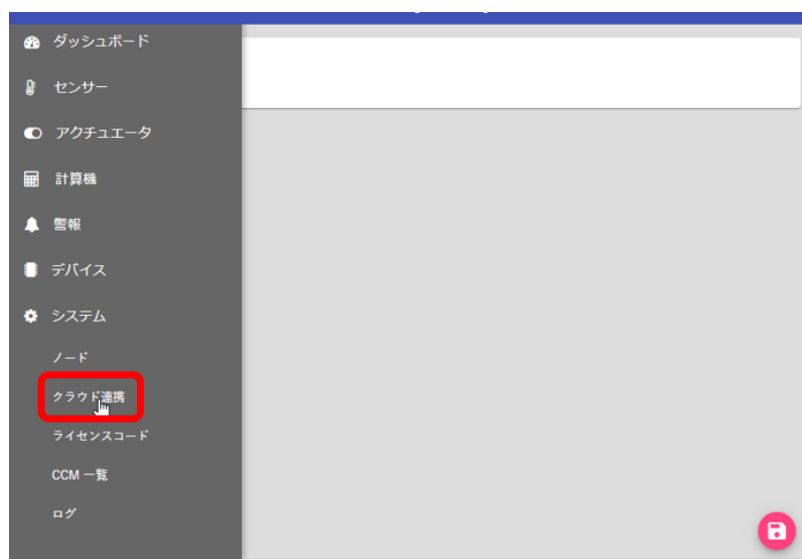 ダッシュボード
センサー
アクチュエータ
計算機
警報
デバイス
システム
ノード
クラウド連携
ライセンスコード
CCM 一覧
ログ